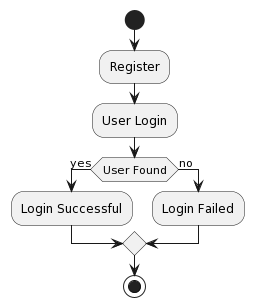 Register
User Login
User Found
yes
no
Login Successful
Login Failed